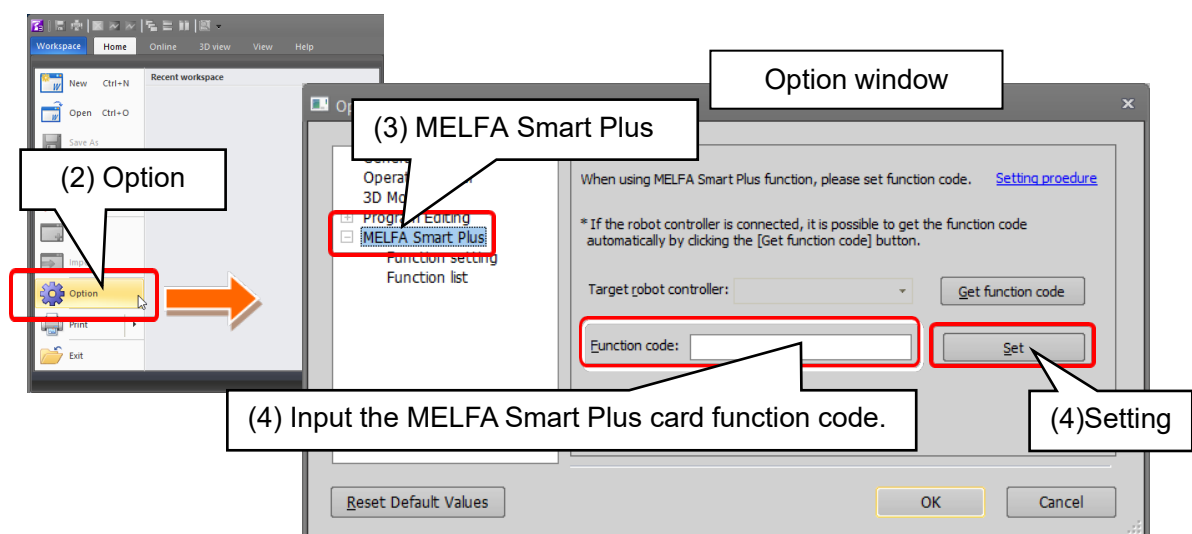 Workspace Home Online 3D view View Help
New Ctrl+N
Recent workspace
Open Ctrl+O
Save As
(2) Option
Option
Print
Exit
Option window
(3) MELFA Smart Plus
3D Mo
Program Editing
MELFA Smart Plus
Function setting
Function list
When using MELFA Smart Plus function, please set function code. Setting proedure
* If the robot controller is connected, it is possible to get the function code
automatically by clicking the [Get function code] button.
Target robot controller:
Get function code
Function code:
Set
(4) Input the MELFA Smart Plus card function code.
(4)Setting
Reset Default Values
OK
Cancel